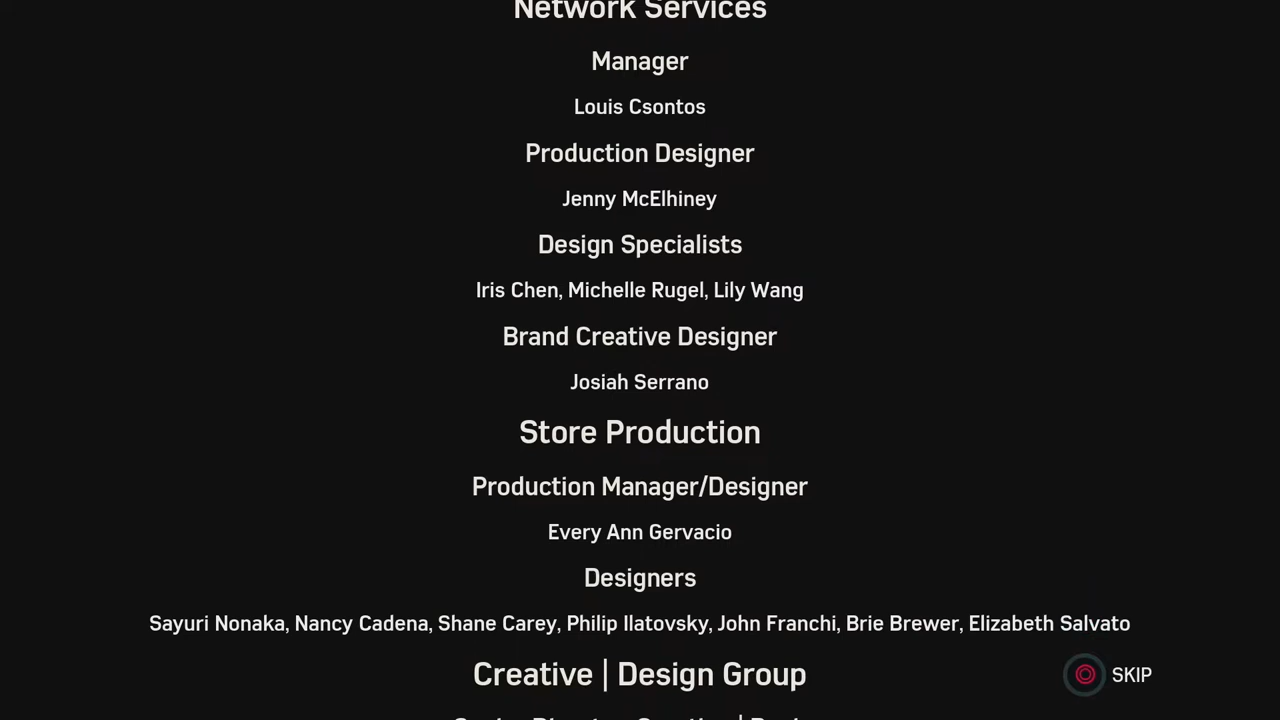 Network Services
Manager
Louis Csontos
Production Designer
Jenny McElhiney
Design Specialists
Iris Chen, Michelle Rugel, Lily Wang
Brand Creative Designer
Josiah Serrano
Store Production
Production Manager/Designer
Every Ann Gervacio
Designers
Sayuri Nonaka, Nancy Cadena, Shane Carey, Philip Ilatovsky, John Franchi, Brie Brewer, Elizabeth Salvato
Creative | Design Group
SKIP